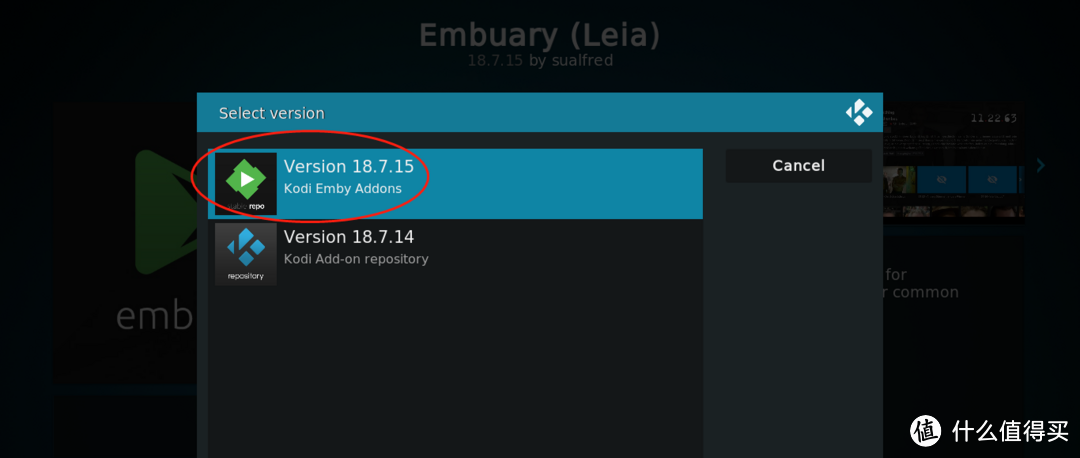 Embuary (Leia)
18.7.15 by sualfred
Select version
11 22 63
Version 18.7.15
Kodi Emby Addons
repo
Cancel
Version 18.7.14
Kodi Add-on repository
repository
for
common
emb
值 什么值得买